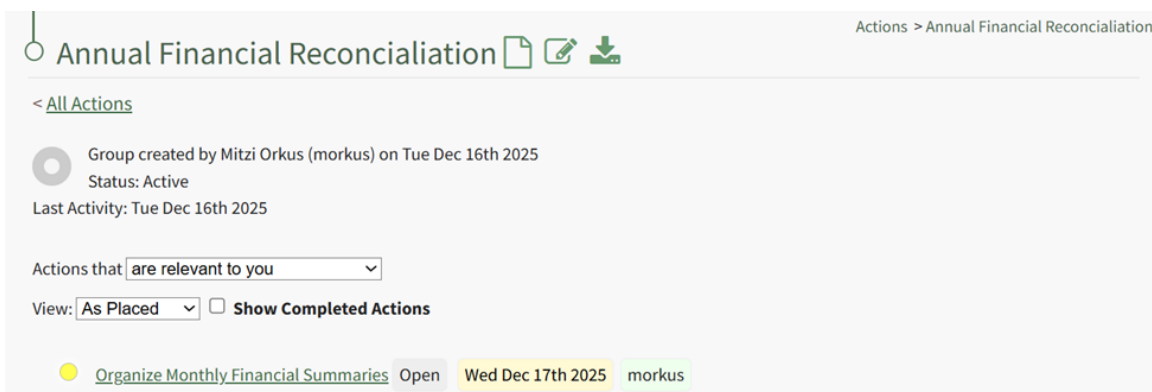 Actions > Annual Financial Reconcialiation
Annual Financial Reconcialiation
< All Actions
Group created by Mitzi Orkus (morkus) on Tue Dec 16th 2025
Status: Active
Last Activity: Tue Dec 16th 2025
Actions that are relevant to you
View: As Placed Show Completed Actions
Organize Monthly Financial Summaries Open Wed Dec 17th 2025 morkus